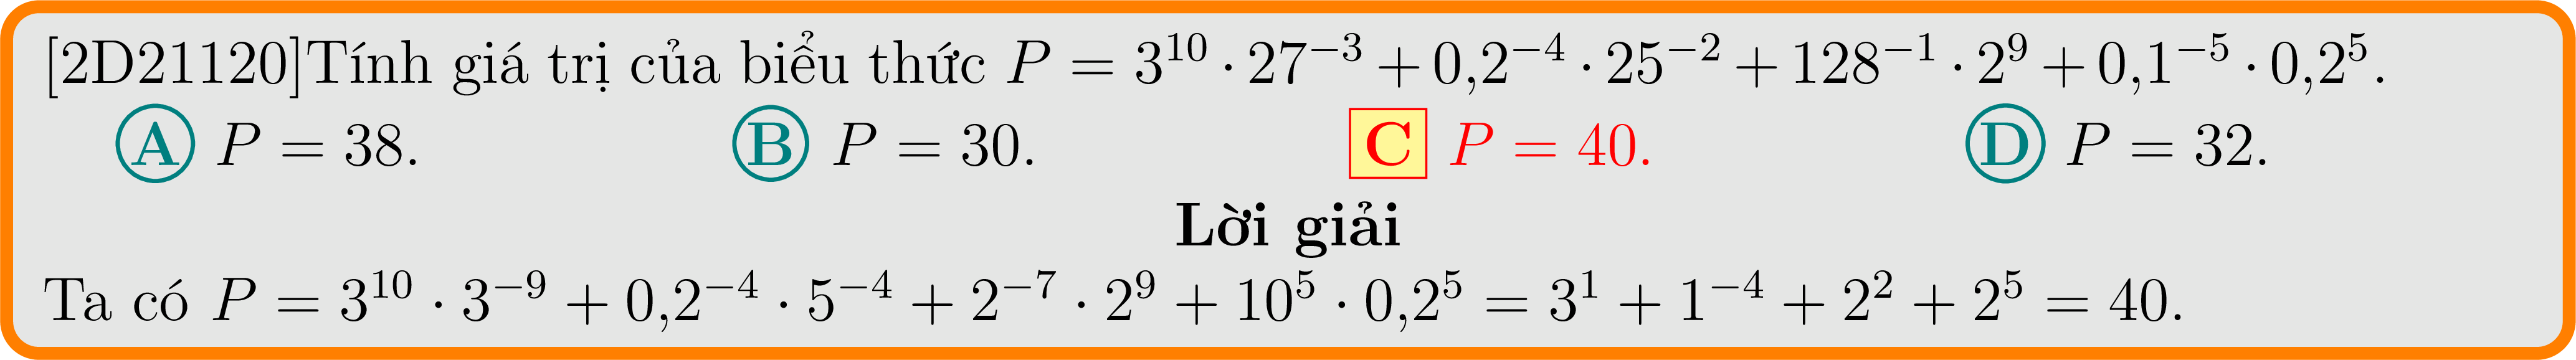 [2D21120]Tính giá trị của biểu thức $P = 3^{10} \cdot 27^{-3} + 0{,}2^{-4} \cdot 25^{-2} + 128^{-1} \cdot 2^{9} + 0{,}1^{-5} \cdot 0{,}2^{5}$.
A P = 38. B P = 30. C P = 40. D P = 32.
Lời giải
Ta có $P = 3^{10} \cdot 3^{-9} + 0{,}2^{-4} \cdot 5^{-4} + 2^{-7} \cdot 2^{9} + 10^{5} \cdot 0{,}2^{5} = 3^{1} + 1^{-4} + 2^{2} + 2^{5} = 40$.